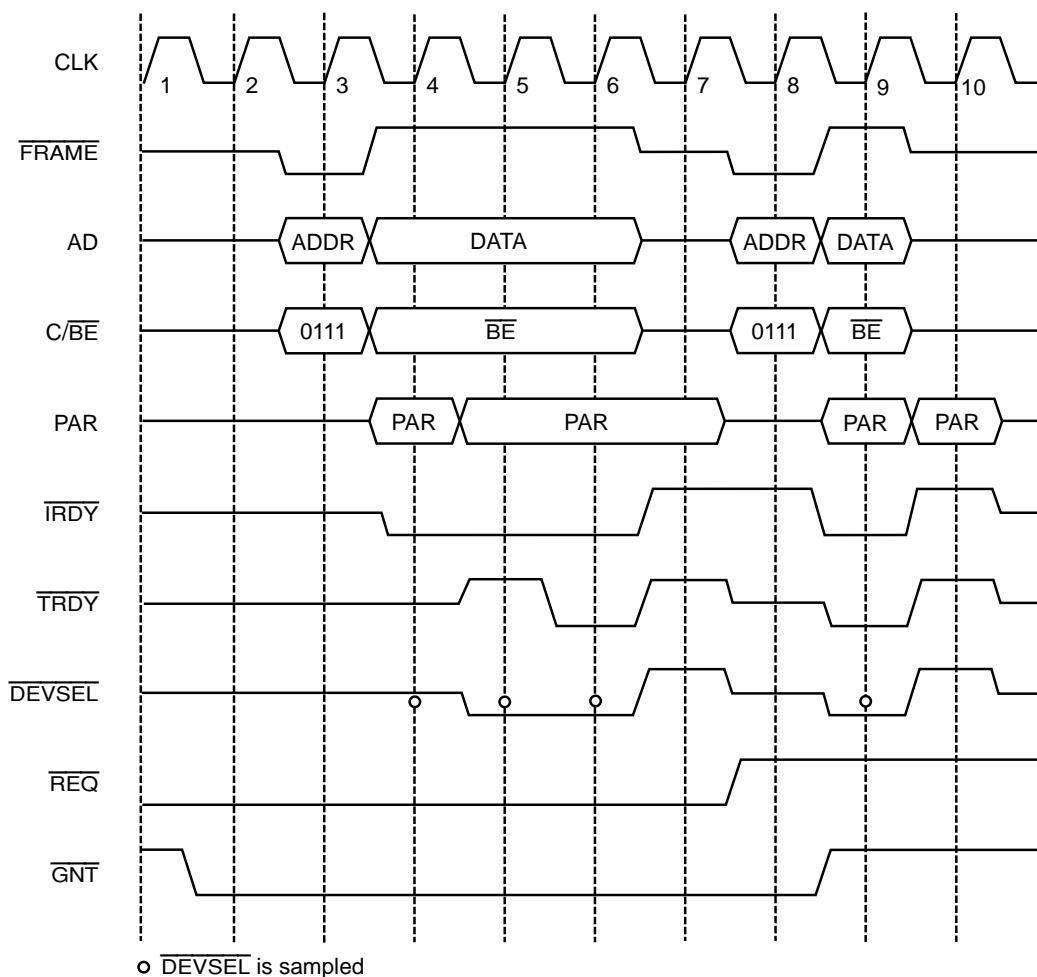 CLK
1 2 3 4 5 6 7 8 9 10
FRAME
AD ADDR DATA ADDR DATA
C/BE 0111 BE 0111 BE
PAR PAR PAR PAR PAR
IRDY
TRDY
DEVSEL
REQ
GNT
DEVSEL is sampled